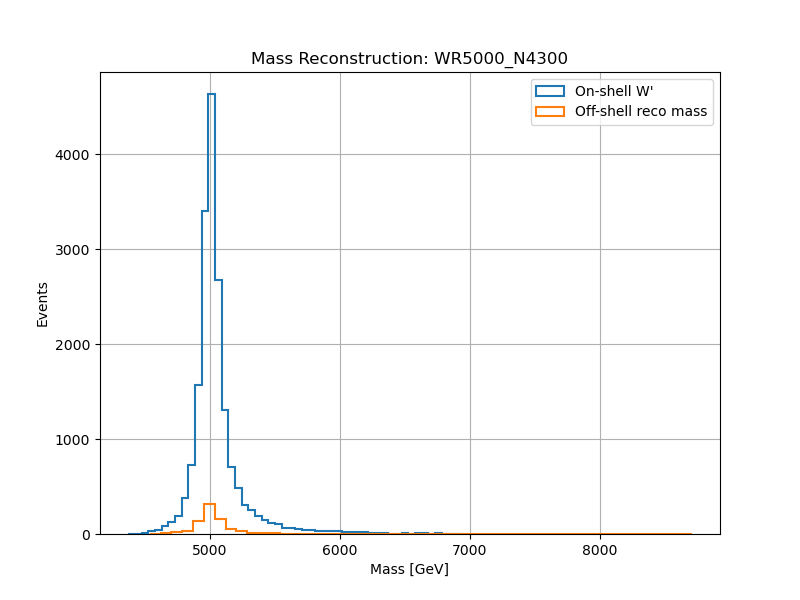 Mass Reconstruction: WR5000_N4300
On-shell W'
Off-shell reco mass
Events
4000
3000
2000
1000
0
5000
6000
7000
8000
Mass [GeV]